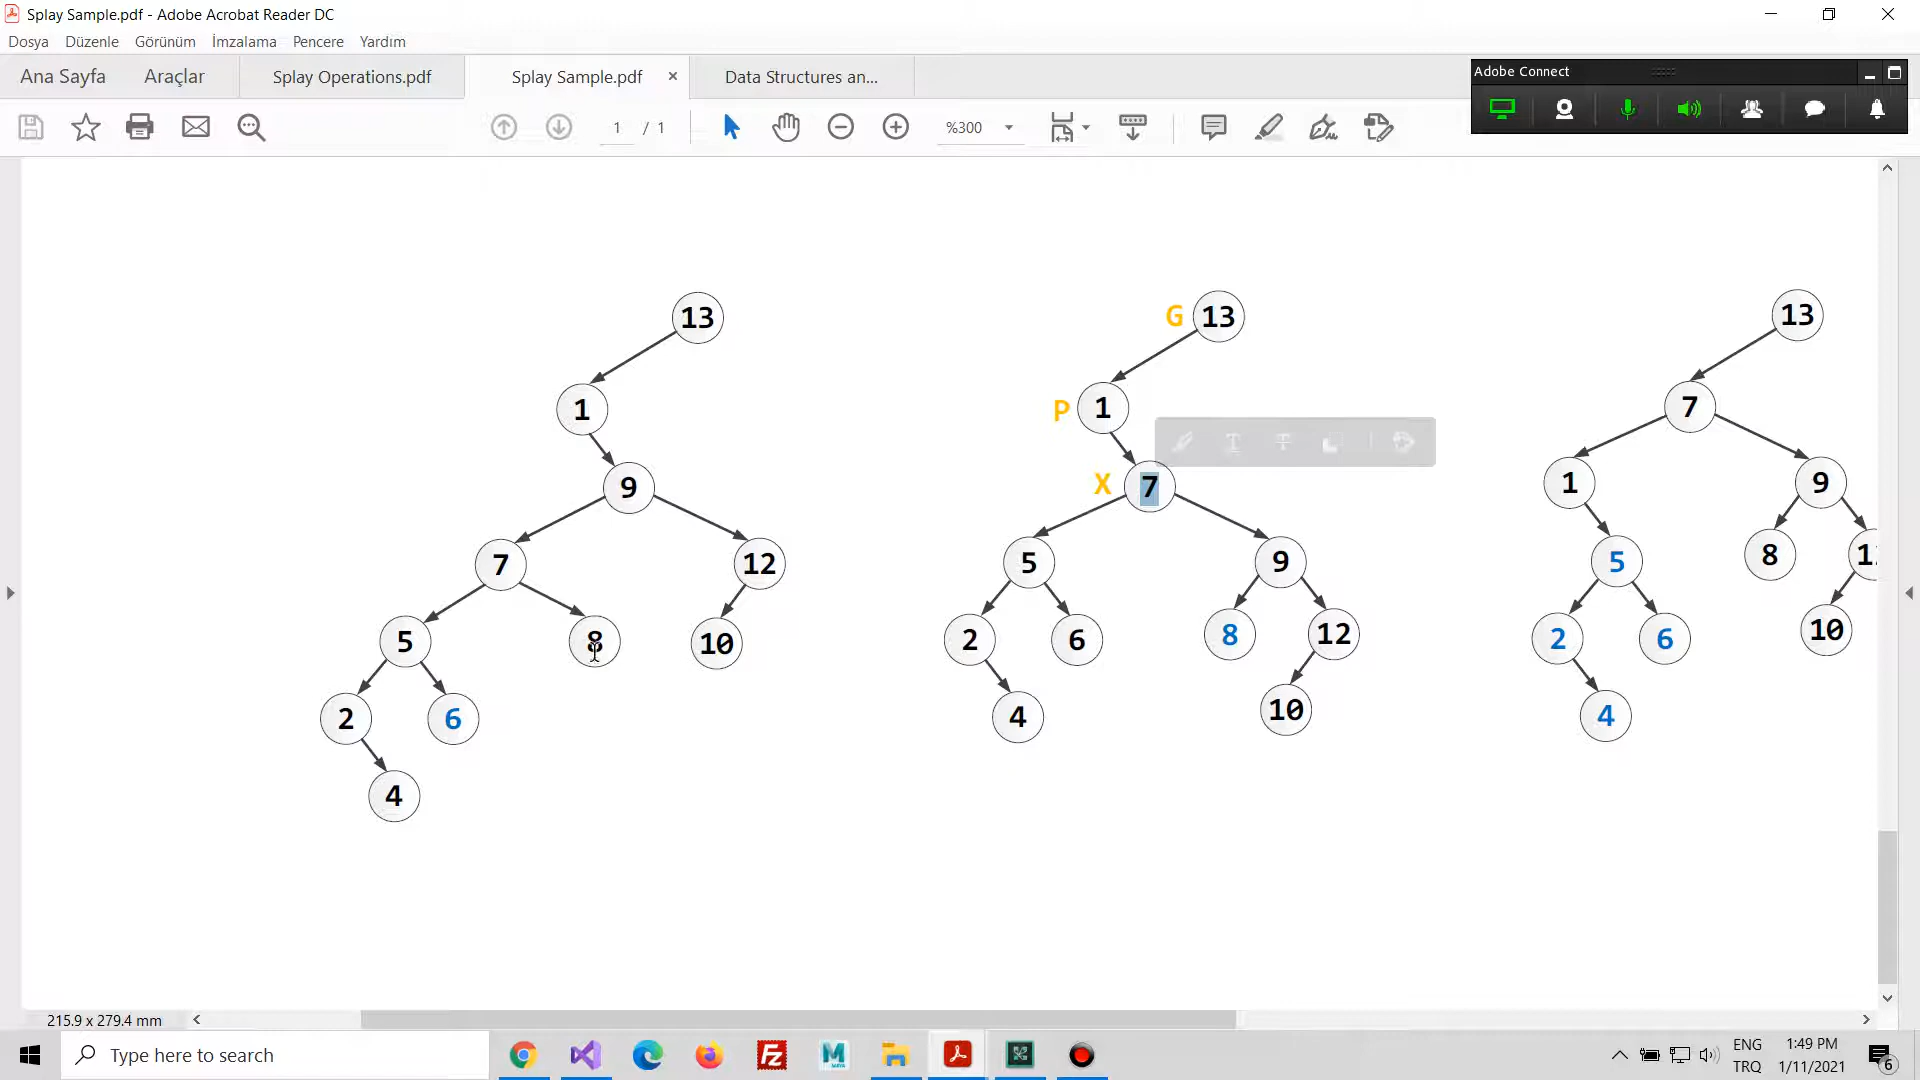 Splay Sample.pdf - Adobe Acrobat Reader DC
Dosya Düzenle Görünüm İmzalama Pencere Yardım
Ana Sayfa Araçlar Splay Operations.pdf Splay Sample.pdf × Data Structures an...
Adobe Connect
1 / 1 %300
13 G 13 13
1 P 1 7
9 X 7 1 9
7 12 5 9 5 8
5 8 10 2 6 8 12 2 6 10
2 6 4 10 4
4
215.9 x 279.4 mm
Type here to search
ENG 1:49 PM
TRQ 1/11/2021 6